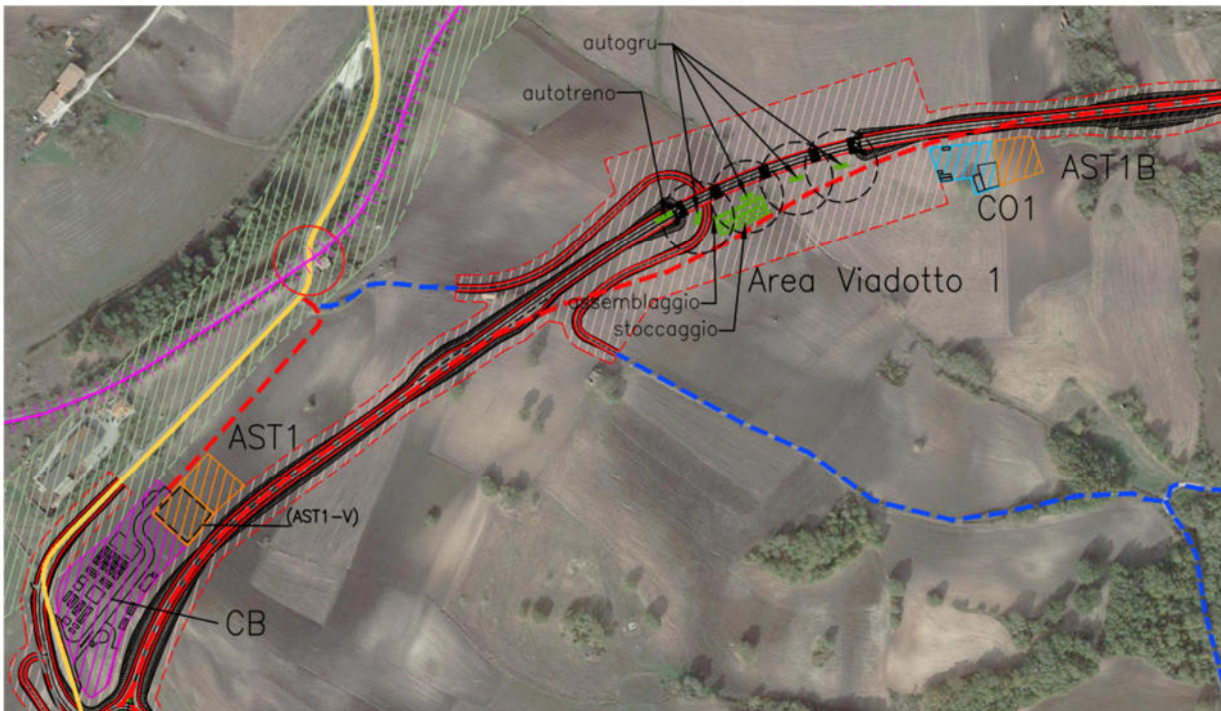 autogru
autotreno
AST1B
CO1
Area Viadotto 1
assemblaggio
stoccaggio
AST1
(AST1-V)
CB